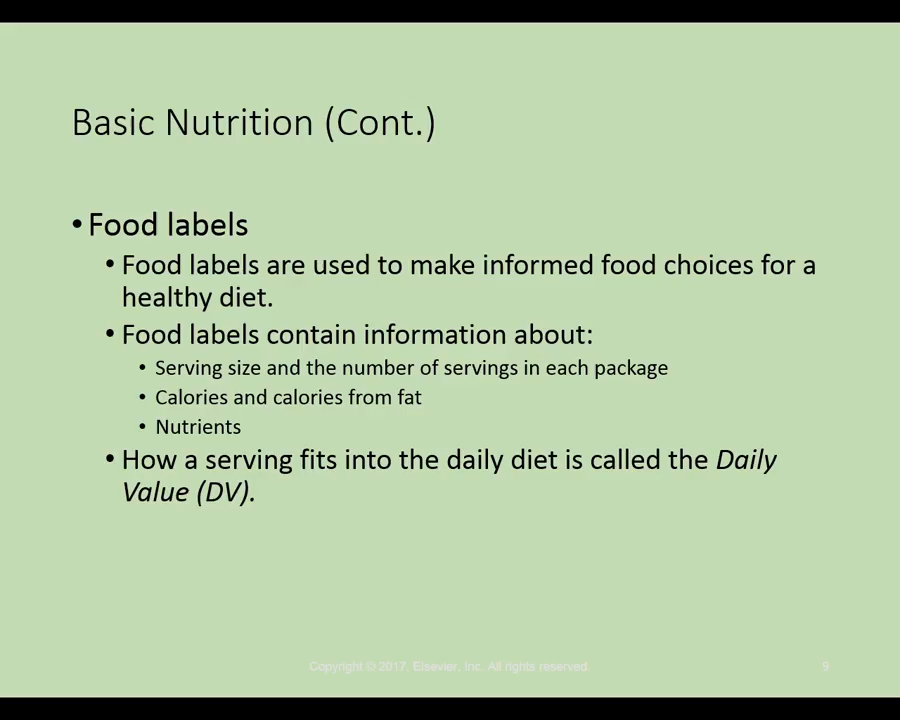 Basic Nutrition (Cont.)
• Food labels
• Food labels are used to make informed food choices for a
healthy diet.
• Food labels contain information about:
• Serving size and the number of servings in each package
• Calories and calories from fat
• Nutrients
• How a serving fits into the daily diet is called the Daily
Value (DV).
Copyright © 2017, Elsevier, Inc. All rights reserved.
9